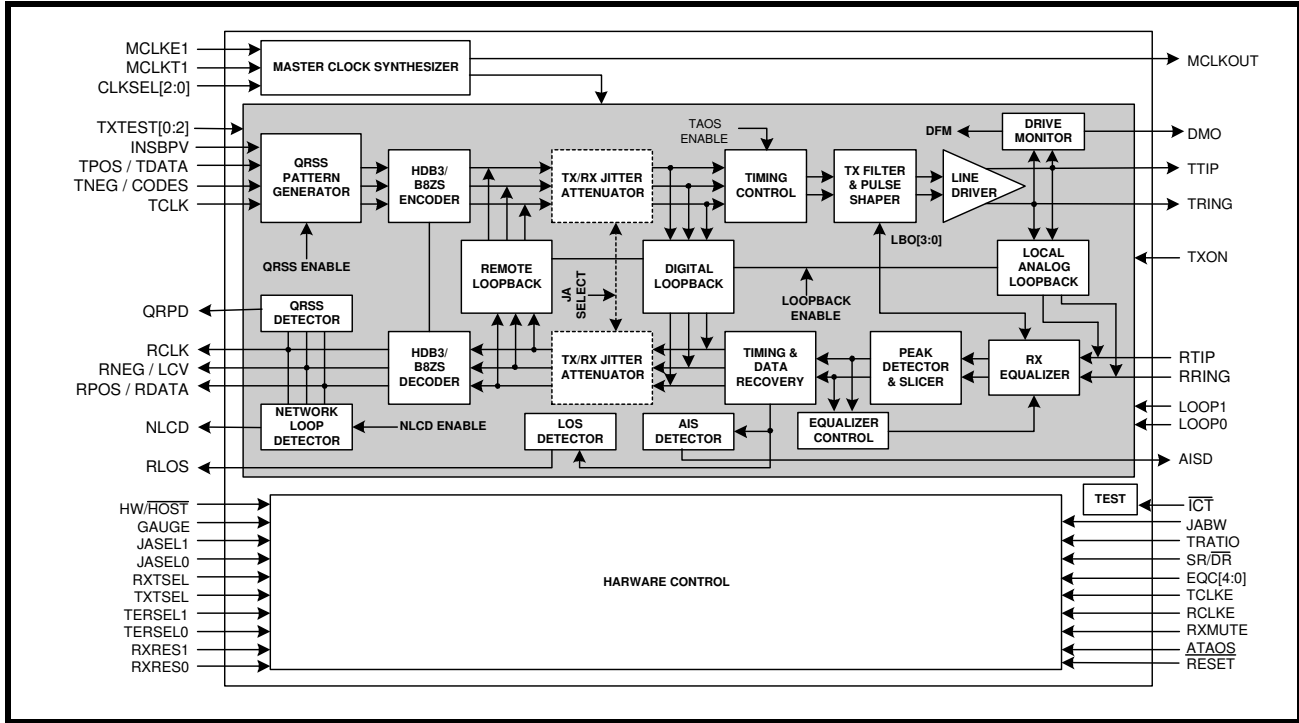 MCLKE1
MCLKT1
CLKSEL[2:0]
MASTER CLOCK SYNTHESIZER
MCLKOUT
TXTEST[0:2]
INSBPV
TPOS / TDATA
TNEG / CODES
TCLK
QRSS
PATTERN
GENERATOR
HDB3/
B8ZS
ENCODER
TX/RX JITTER
ATTENUATOR
TAOS
ENABLE
TIMING
CONTROL
TX FILTER
& PULSE
SHAPER
LINE
DRIVER
DFM
DRIVE
MONITOR
DMO
TTIP
TRING
QRSS ENABLE
REMOTE
LOOPBACK
JA
SELECT
DIGITAL
LOOPBACK
LOOPBACK
ENABLE
LBO[3:0]
LOCAL
ANALOG
LOOPBACK
TXON
QRPD
QRSS
DETECTOR
RCLK
RNEG / LCV
RPOS / RDATA
HDB3/
B8ZS
DECODER
TX/RX JITTER
ATTENUATOR
TIMING &
DATA
RECOVERY
PEAK
DETECTOR
& SLICER
RX
EQUALIZER
RTIP
RRING
NLCD
NETWORK
LOOP
DETECTOR
NLCD ENABLE
LOS
DETECTOR
AIS
DETECTOR
EQUALIZER
CONTROL
LOOP1
LOOP0
RLOS
AISD
HW/HOST
GAUGE
JASEL1
JASEL0
RXTSEL
TXTSEL
TERSEL1
TERSEL0
RXRES1
RXRES0
HARWARE CONTROL
TEST
ICT
JABW
TRATIO
SR/DR
EQC[4:0]
TCLKE
RCLKE
RXMUTE
ATAOS
RESET